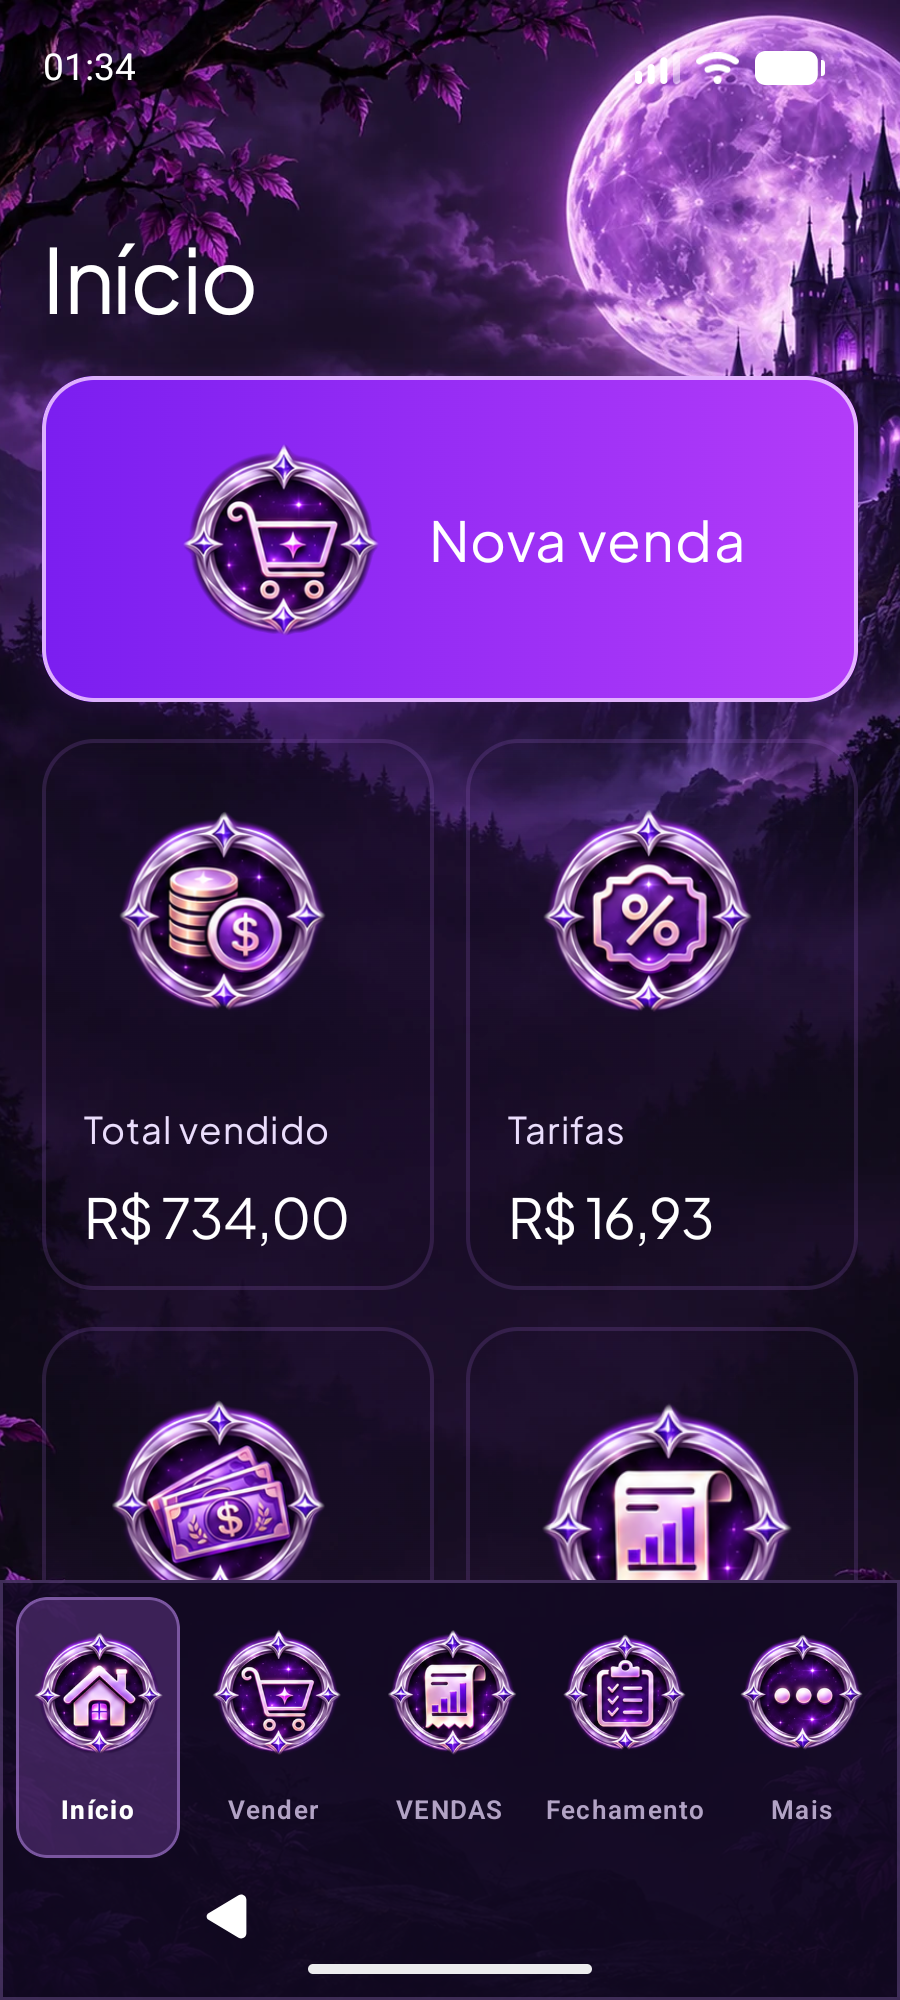 01:34
Início
Nova venda
Total vendido
R$ 734,00
Tarifas
R$ 16,93
Início
Vender
VENDAS
Fechamento
Mais